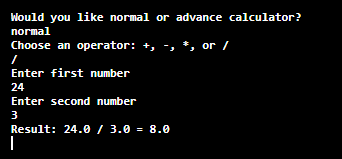 Would you like normal or advance calculator?
normal
Choose an operator: +, -, *, or /
/
Enter first number
24
Enter second number
3
Result: 24.0 / 3.0 = 8.0